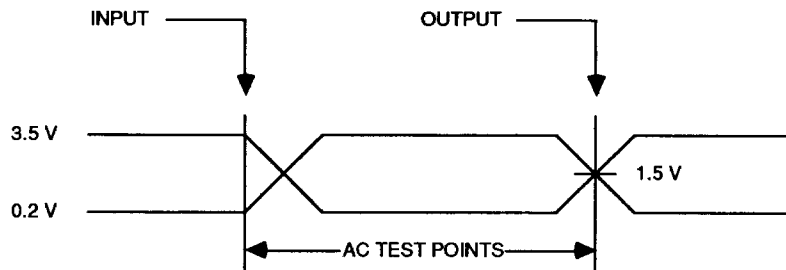 INPUT
OUTPUT
3.5 V
1.5 V
0.2 V
AC TEST POINTS